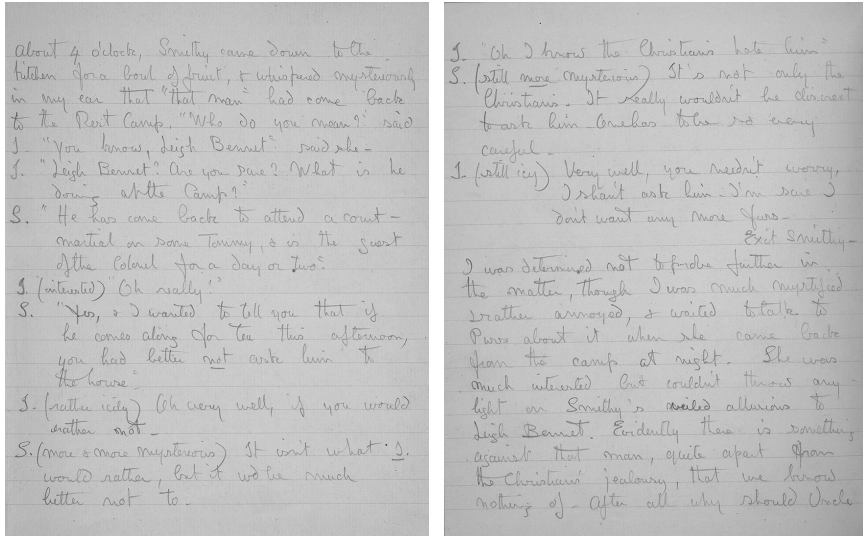 About 4 o'clock, Smithy came down to the
kitchen for a bowl of fruit, & whispered mysteriously
in my ear that "that man" had come back
to the Rest Camp. "Who do you mean?" said
I. "You know, Leigh Bennet" said she –
I. "Leigh Bennet? Are you sure? What is he
doing at the Camp?"
S. "He has come back to attend a court –
martial on some Tommy, & is the guest
of the Colonel for a day or two".
I (interested) "Oh really!"
S. "Yes, & I wanted to tell you that if
he comes along for tea this afternoon,
you had better not ask him to
the house"
I. (rather icily) Oh very well, if you would
rather not –
S. (more & more mysterious) It isn't what I.
would rather, but it wd be much
better not to –
I. "Oh I know the Christians hate him"
S. (still more mysterious) It's not only the
Christians. It really wouldn't be discreet
to ask him. One has to be so very
careful –
I. (still icy) Very well, you needn't worry,
I shan't ask him – I'm sure I
don't want any more
Exit Smithy –
I was determined not to probe further in
the matter, though I was much mystified
& rather annoyed, & waited to talk to
about it when she came back
from the camp at night. She was
much interested but couldn't throw any
light on Smithy's veiled allusions to
Leigh Bennet. Evidently there is something
against that man, quite apart from
the Christians' jealousy, that we know
nothing of – After all why should Uncle